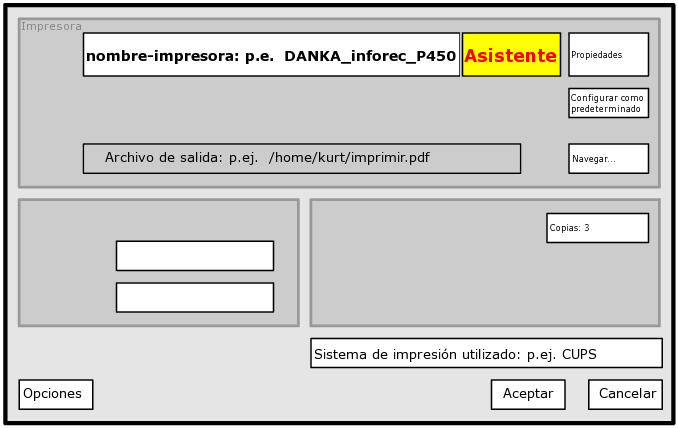 Impresora
nombre-impresora: p.e.  DANKA_inforec_P450
Asistente
Propiedades
Configurar como
predeterminado
Archivo de salida: p.ej.  /home/kurt/imprimir.pdf
Navegar...
Copias: 3
Sistema de impresión utilizado: p.ej. CUPS
Opciones
Aceptar
Cancelar